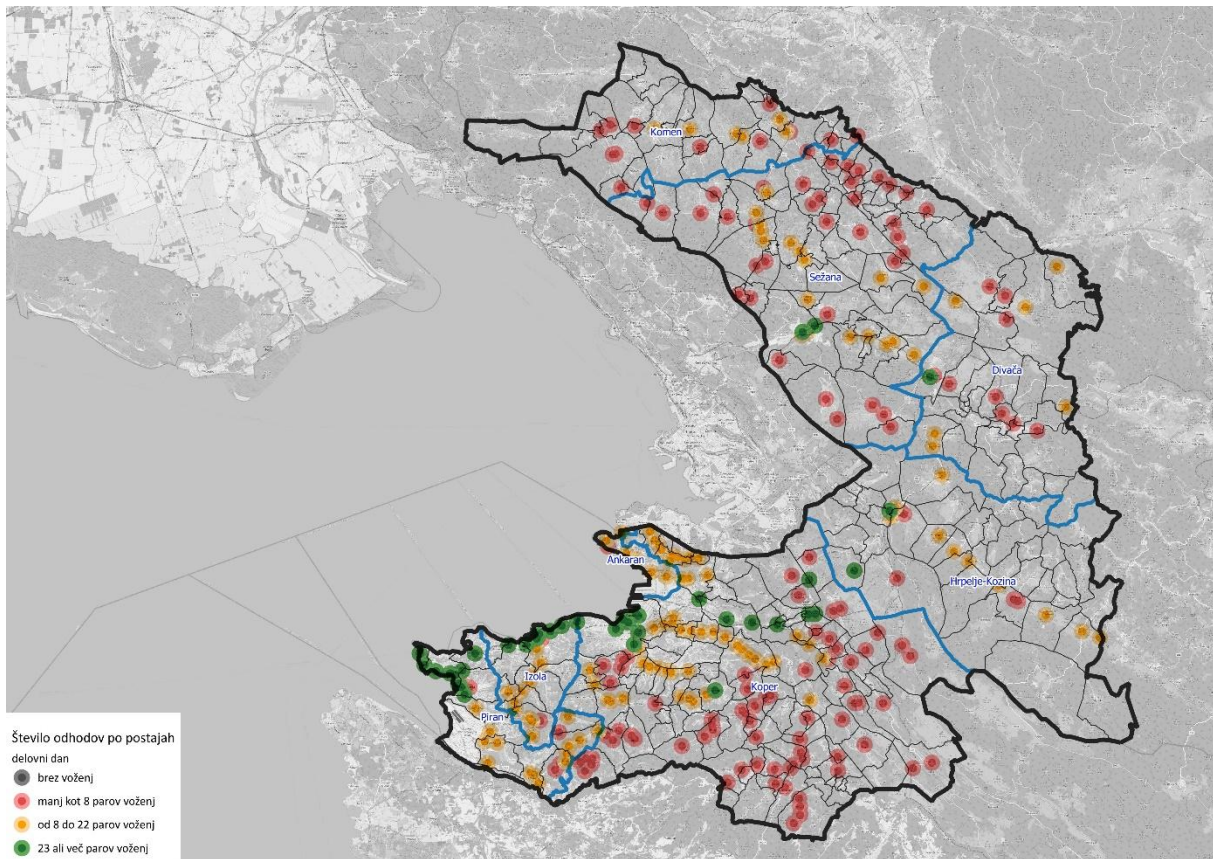 Komen
Sežana
Divača
Ankaran
Hrpelje-Kozina
Izola
Koper
Piran
Število odhodov po postajah
delovni dan
brez voženj
manj kot 8 parov voženj
od 8 do 22 parov voženj
23 ali več parov voženj